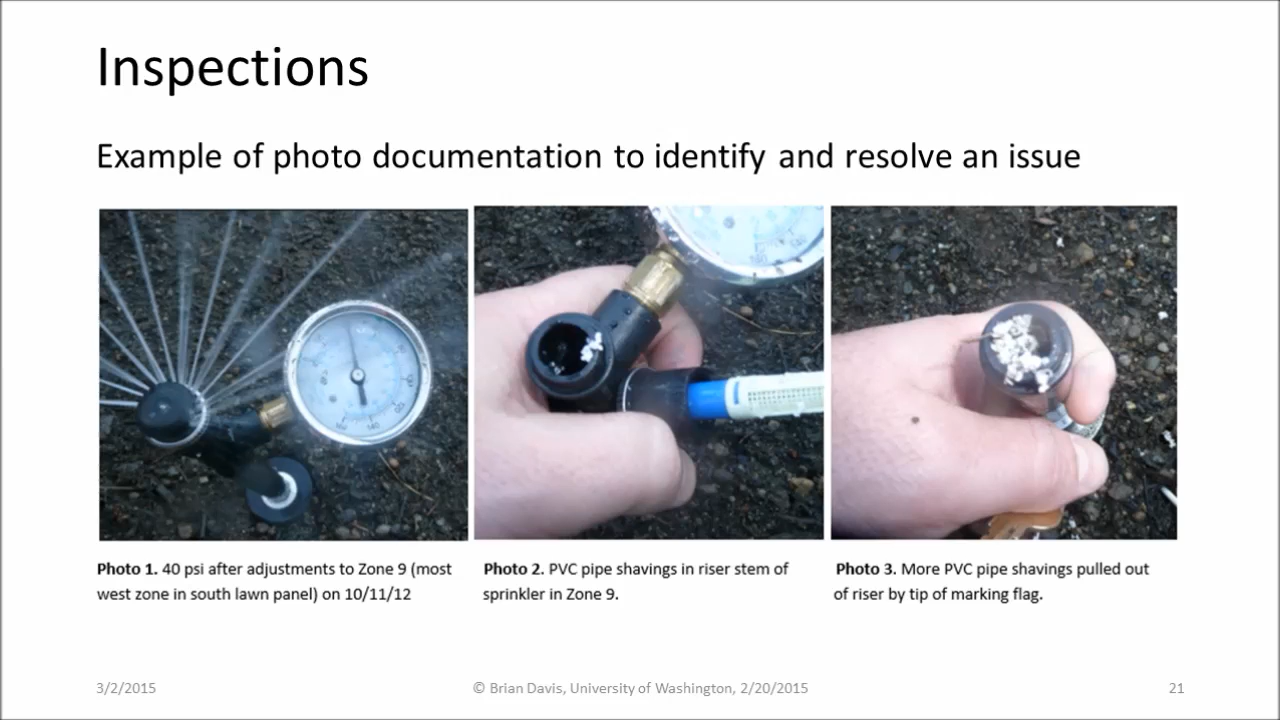 Inspections
Example of photo documentation to identify and resolve an issue
Photo 1. 40 psi after adjustments to Zone 9 (most
west zone in south lawn panel) on 10/11/12
Photo 2. PVC pipe shavings in riser stem of
sprinkler in Zone 9.
Photo 3. More PVC pipe shavings pulled out
of riser by tip of marking flag.
3/2/2015
© Brian Davis, University of Washington, 2/20/2015
21